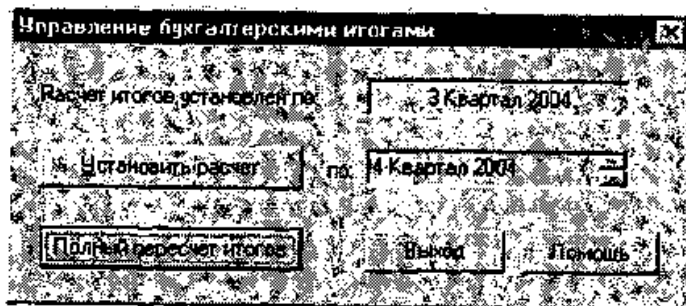 Управление бухгалтерскими итогами
Расчет итогов установлен по: 3 Квартал 2004
Установить расчет по: 4 Квартал 2004
Полный пересчет итогов Выход Помощь